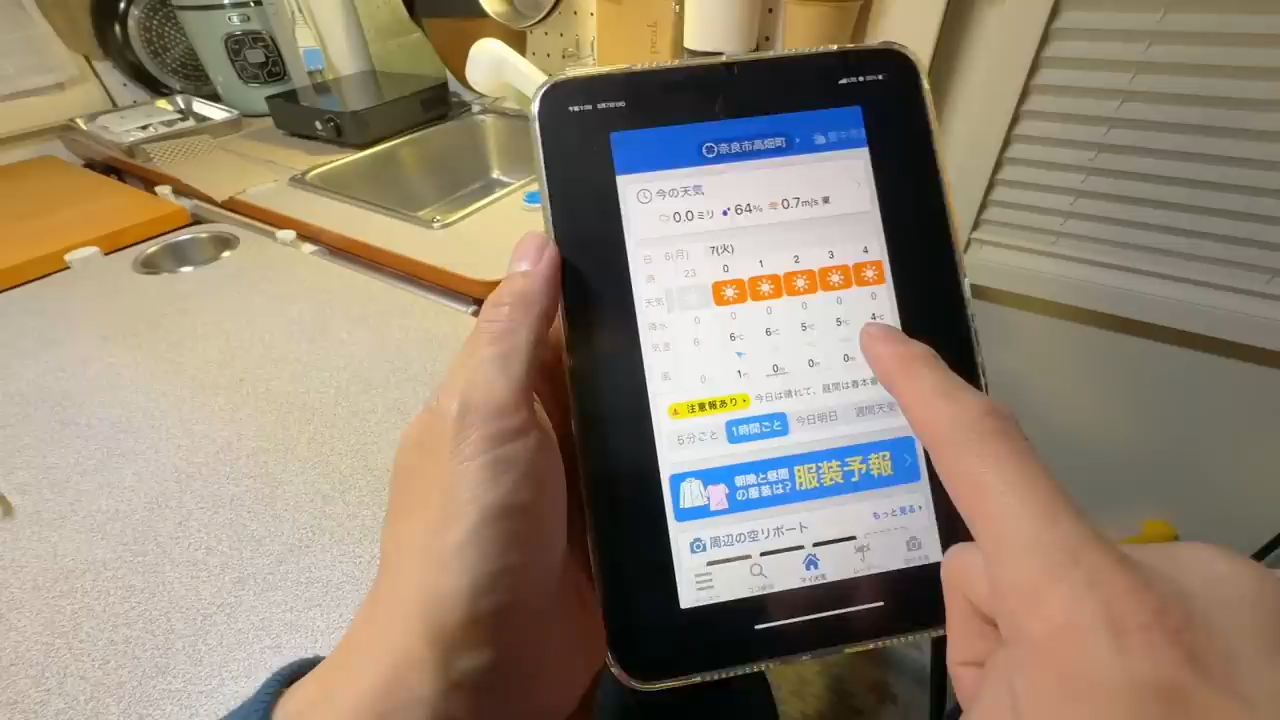 奈良市高畑町
今の天気
0.0ミリ 64% 0.7m/s 東
日 6(月) 7(火)
時 23 0 1 2 3 4
天気
降水 0 0 0 0 0 0
気温 6 6℃ 6℃ 5℃ 5℃ 4℃
風 0 1m 0m 0m 0m
注意報あり 今日は晴れて、昼間は春本番
5分ごと 1時間ごと 今日明日 週間天気
朝晩と昼間
の服装は? 服装予報
周辺の空リポート もっと見る
マイ天気